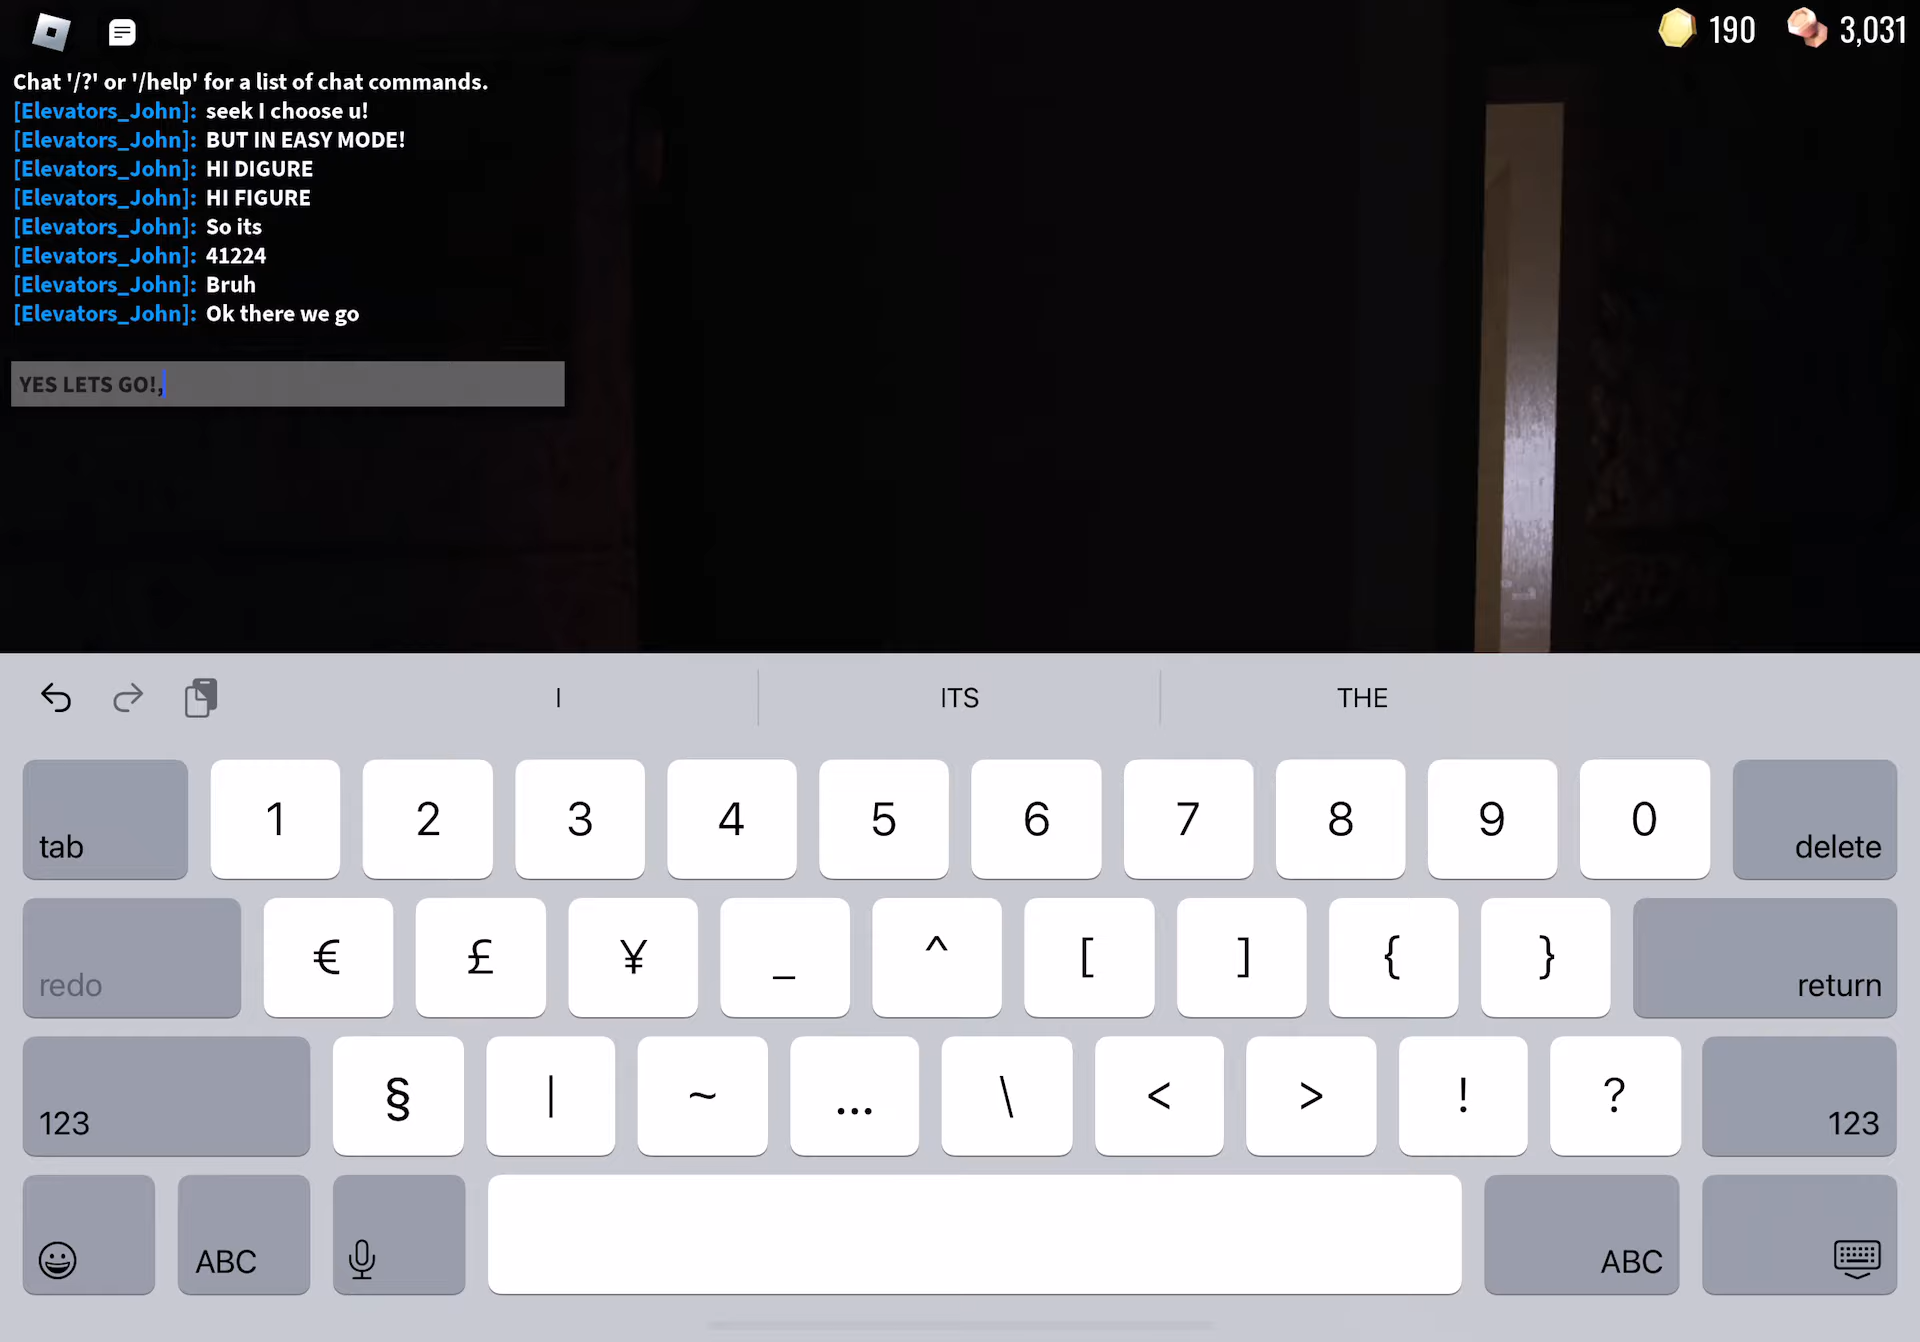 190 3,031
Chat '/?' or '/help' for a list of chat commands.
[Elevators_John]: seek I choose u!
[Elevators_John]: BUT IN EASY MODE!
[Elevators_John]: HI DIGURE
[Elevators_John]: HI FIGURE
[Elevators_John]: So its
[Elevators_John]: 41224
[Elevators_John]: Bruh
[Elevators_John]: Ok there we go
YES LETS GO!,
I ITS THE
tab 1 2 3 4 5 6 7 8 9 0 delete
redo € £ ¥ _ ^ [ ] { } return
123 § | ~ ... \ < > ! ? 123
ABC ABC